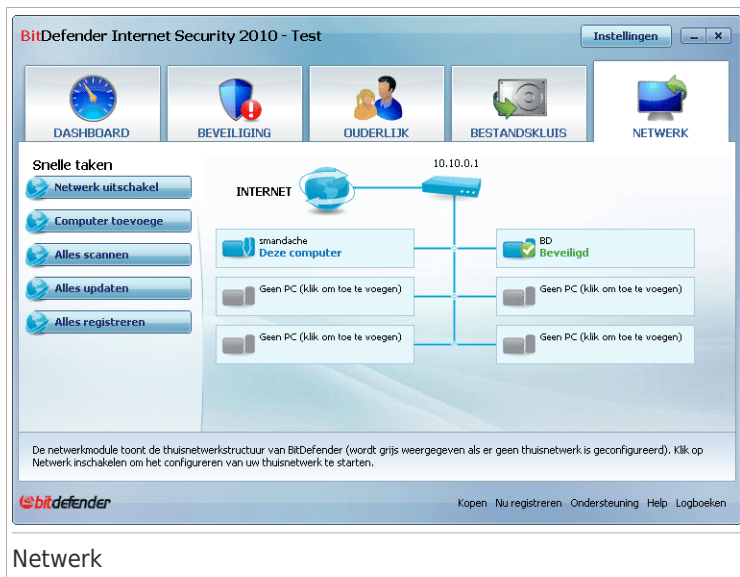 BitDefender Internet Security 2010 - Test
Instellingen
DASHBOARD
BEVEILIGING
OUDERLIJK
BESTANDSKLUIS
NETWERK
Snelle taken
Netwerk uitschakel
Computer toevoege
Alles scannen
Alles updaten
Alles registreren
10.10.0.1
INTERNET
smandache
Deze computer
BD
Beveiligd
Geen PC (klik om toe te voegen)
Geen PC (klik om toe te voegen)
Geen PC (klik om toe te voegen)
Geen PC (klik om toe te voegen)
De netwerkmodule toont de thuisnetwerkstructuur van BitDefender (wordt grijs weergegeven als er geen thuisnetwerk is geconfigureerd). Klik op
Netwerk inschakelen om het configureren van uw thuisnetwerk te starten.
bitdefender
Kopen Nu registreren Ondersteuning Help Logboeken
Netwerk